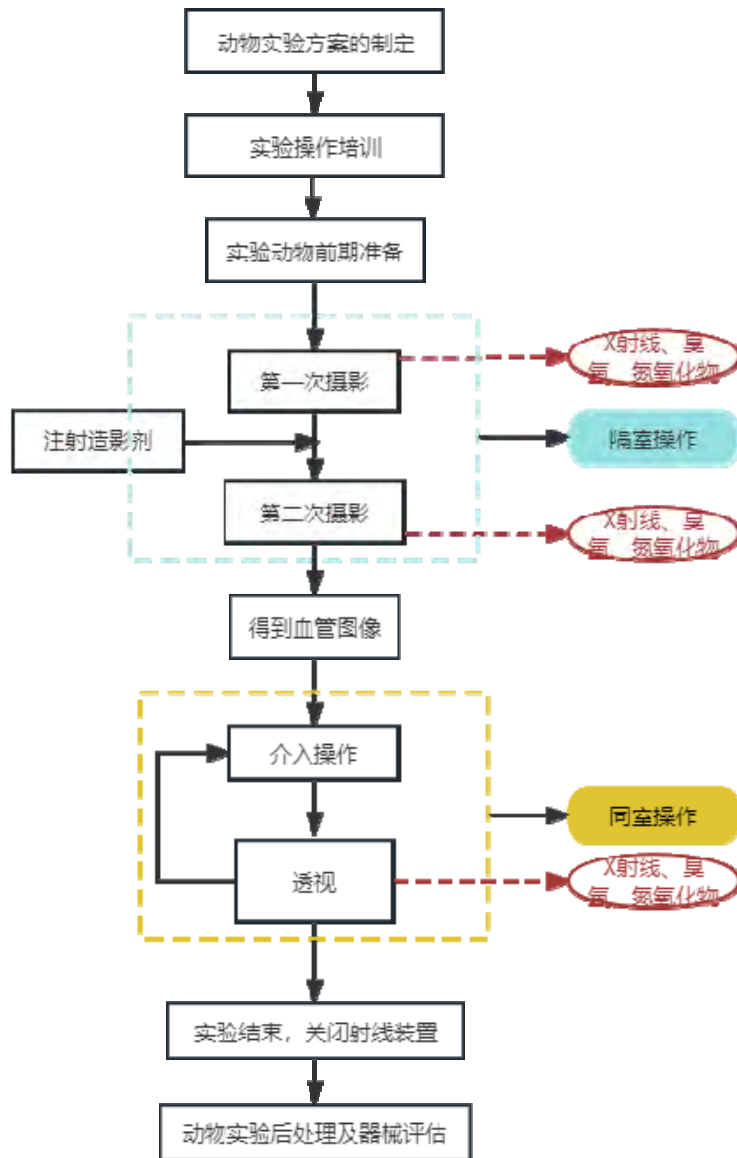 动物实验方案的制定
实验操作培训
实验动物前期准备
第一次摄影
X射线、臭
氧、氮氧化物
注射造影剂
隔室操作
第二次摄影
X射线、臭
氧、氮氧化物
得到血管图像
介入操作
同室操作
透视
X射线、臭
氧、氮氧化物
实验结束，关闭射线装置
动物实验后处理及器械评估